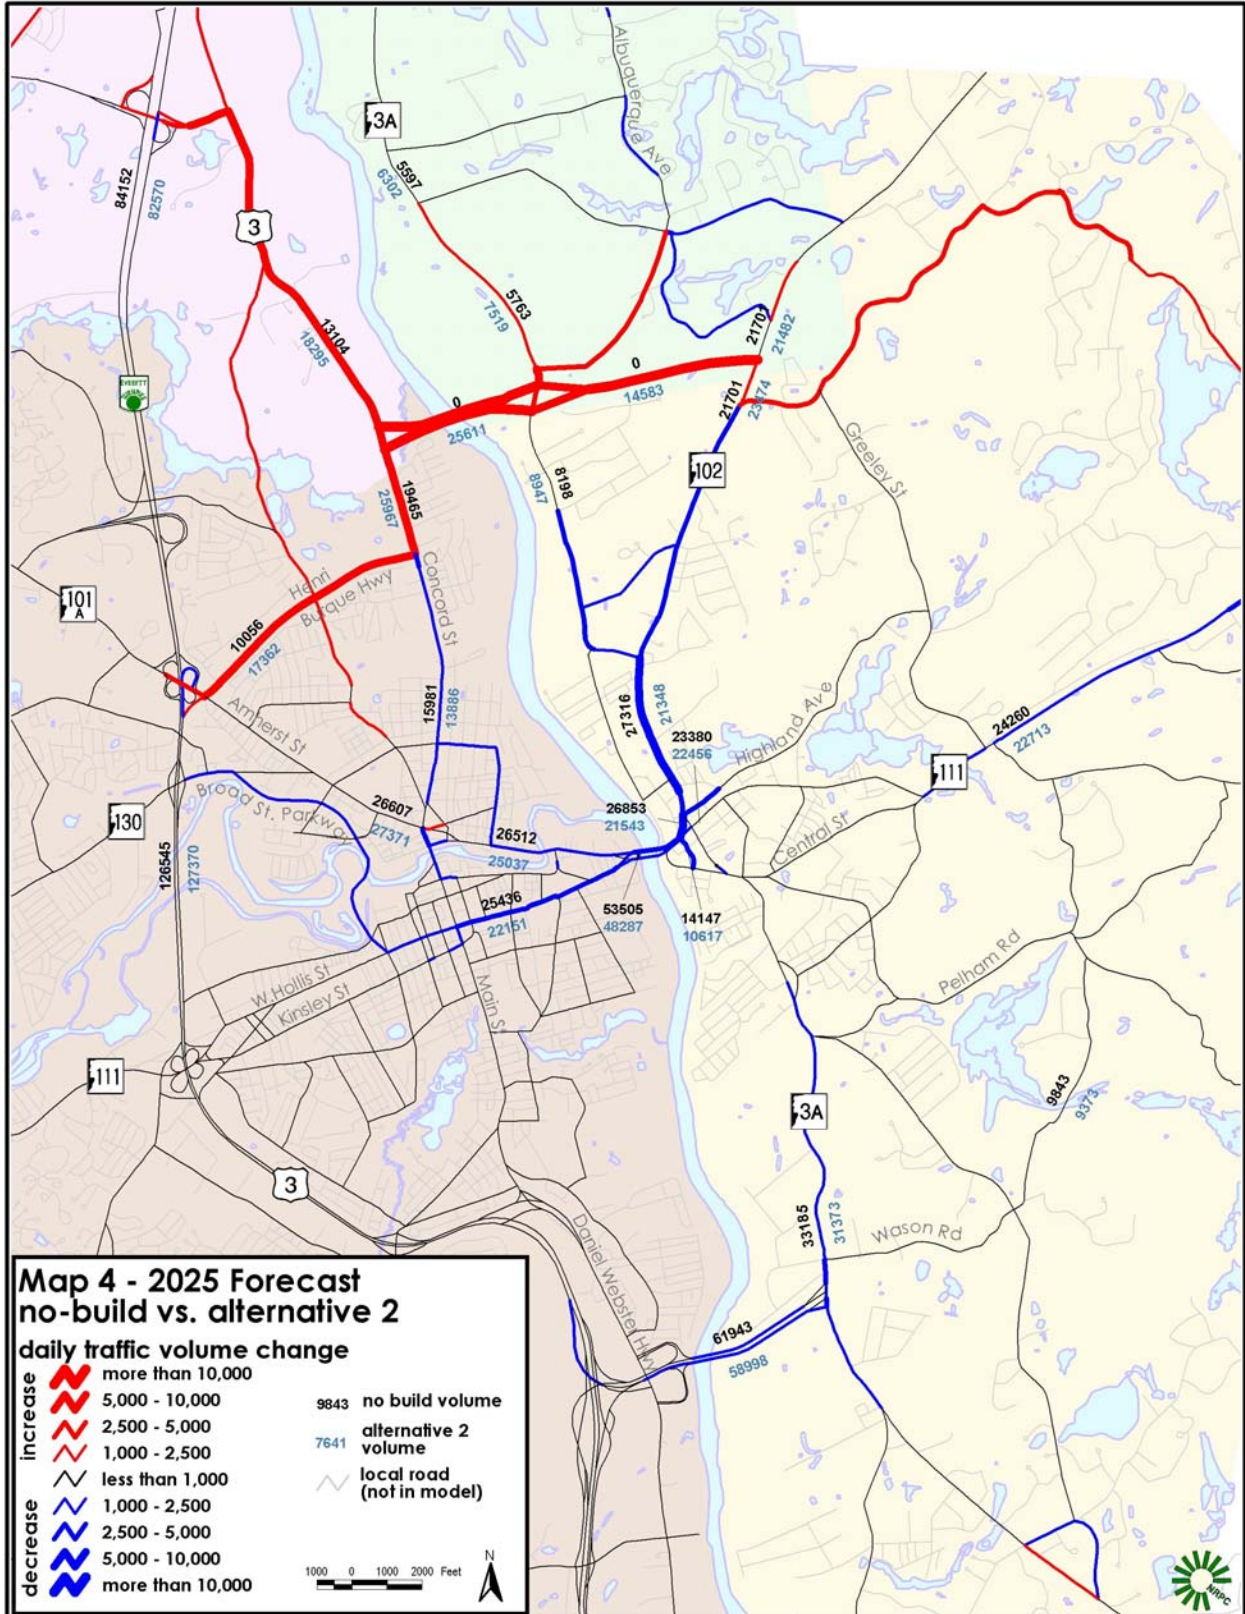 Albuquerque Ave
3A
5597
6302
84152
82570
3
5763
7519
13104
18295
21701
21482
0
14583
0
25611
21701
23474
EVERETT
TURNPIKE
102
Greeley St
8198
8947
19465
25967
Concord St
Henri
Burque Hwy
101
A
10056
17362
15981
13886
27316
21348
Highland Ave
23380
22456
24260
22713
111
Amherst St
Broad St. Parkway
130
26607
27371
26853
21543
26512
25037
Central St
126545
127370
25436
22151
53505
48287
14147
10617
Pelham Rd
W.Hollis St
Kinsley St
Main St
111
9843
9373
3A
3
33185
31373
Wason Rd
Daniel Webster Hwy
61943
58998
Map 4 - 2025 Forecast
no-build vs. alternative 2
daily traffic volume change
increase
more than 10,000
5,000 - 10,000
2,500 - 5,000
1,000 - 2,500
less than 1,000
decrease
1,000 - 2,500
2,500 - 5,000
5,000 - 10,000
more than 10,000
9843 no build volume
7641 alternative 2
volume
local road
(not in model)
1000 0 1000 2000 Feet
N
NRPC